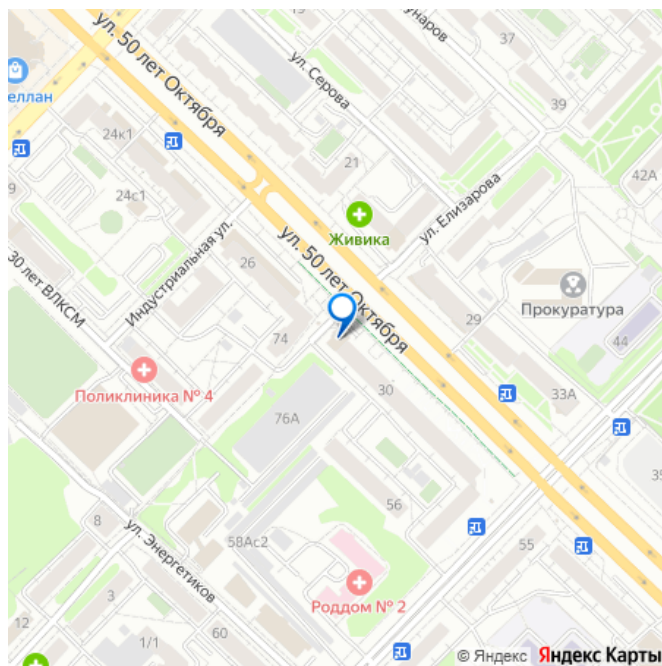 ул. 50 лет Октября
унаров
37
ул. Серова
еллан
24к1
39
21
42А
24с1
9
Живика
ул. Елизарова
Индустриальная ул.
ул. 50 лет Октября
30 лет ВЛКСМ
26
Прокуратура
29
44
74
Поликлиника № 4
30
33А
76А
56
35
8
58Ас2
55
ул. Энергетиков
3
Роддом № 2
12
1/1
60
© Яндекс Яндекс Карты